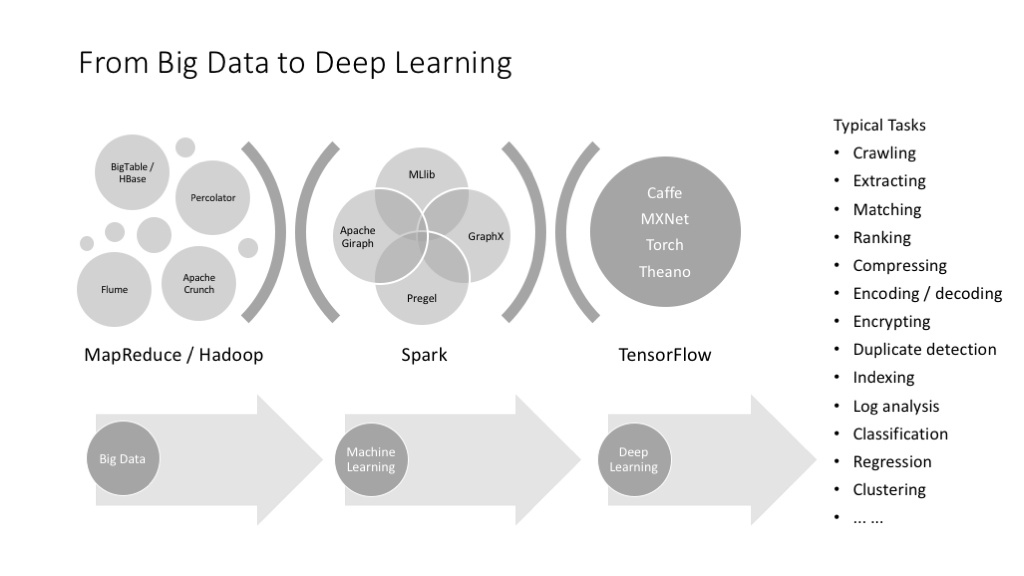 From Big Data to Deep Learning
BigTable /
HBase
Percolator
Flume
Apache
Crunch
MapReduce / Hadoop
MLlib
Apache
Giraph
GraphX
Pregel
Spark
Caffe
MXNet
Torch
Theano
TensorFlow
Big Data
Machine
Learning
Deep
Learning
Typical Tasks
• Crawling
• Extracting
• Matching
• Ranking
• Compressing
• Encoding / decoding
• Encrypting
• Duplicate detection
• Indexing
• Log analysis
• Classification
• Regression
• Clustering
• ... ...